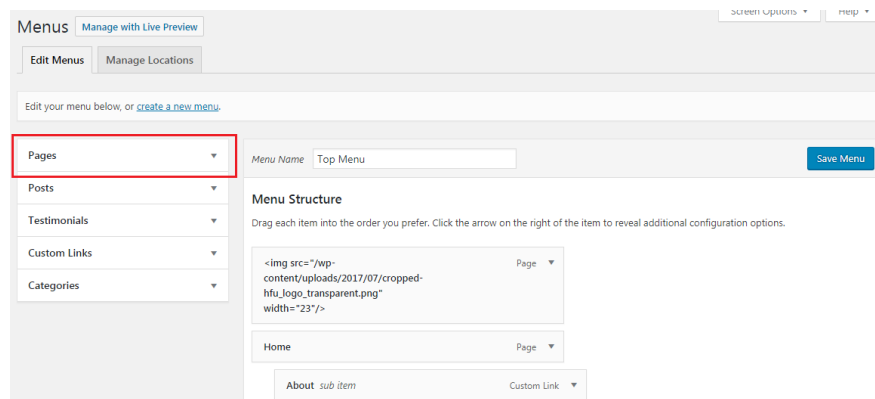 Screen Options
Help
Menus
Manage with Live Preview
Edit Menus
Manage Locations
Edit your menu below, or create a new menu.
Pages
Posts
Testimonials
Custom Links
Categories
Menu Name
Top Menu
Save Menu
Menu Structure
Drag each item into the order you prefer. Click the arrow on the right of the item to reveal additional configuration options.
<img src="/wp-
content/uploads/2017/07/cropped-
hfu_logo_transparent.png"
width="23"/>
Page
Home
Page
About sub item
Custom Link